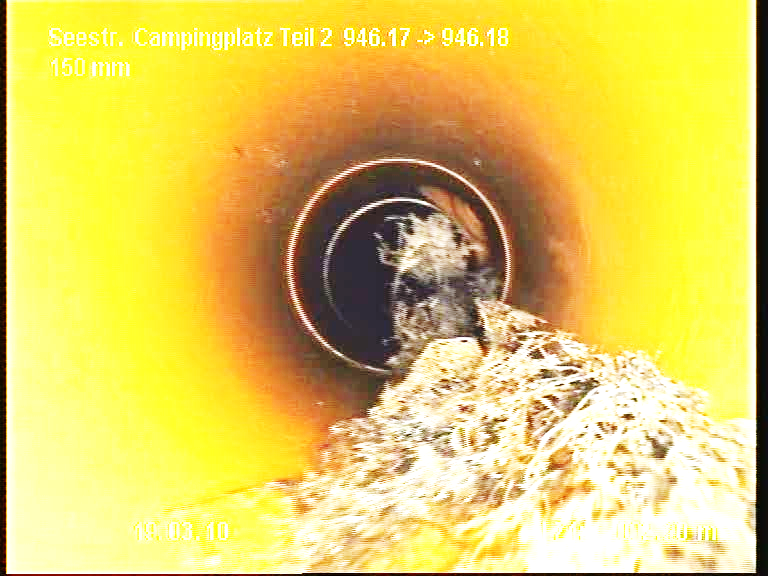 Seestr. Campingplatz Teil 2 946.17 -> 946.18
150 mm
19.03.10
m